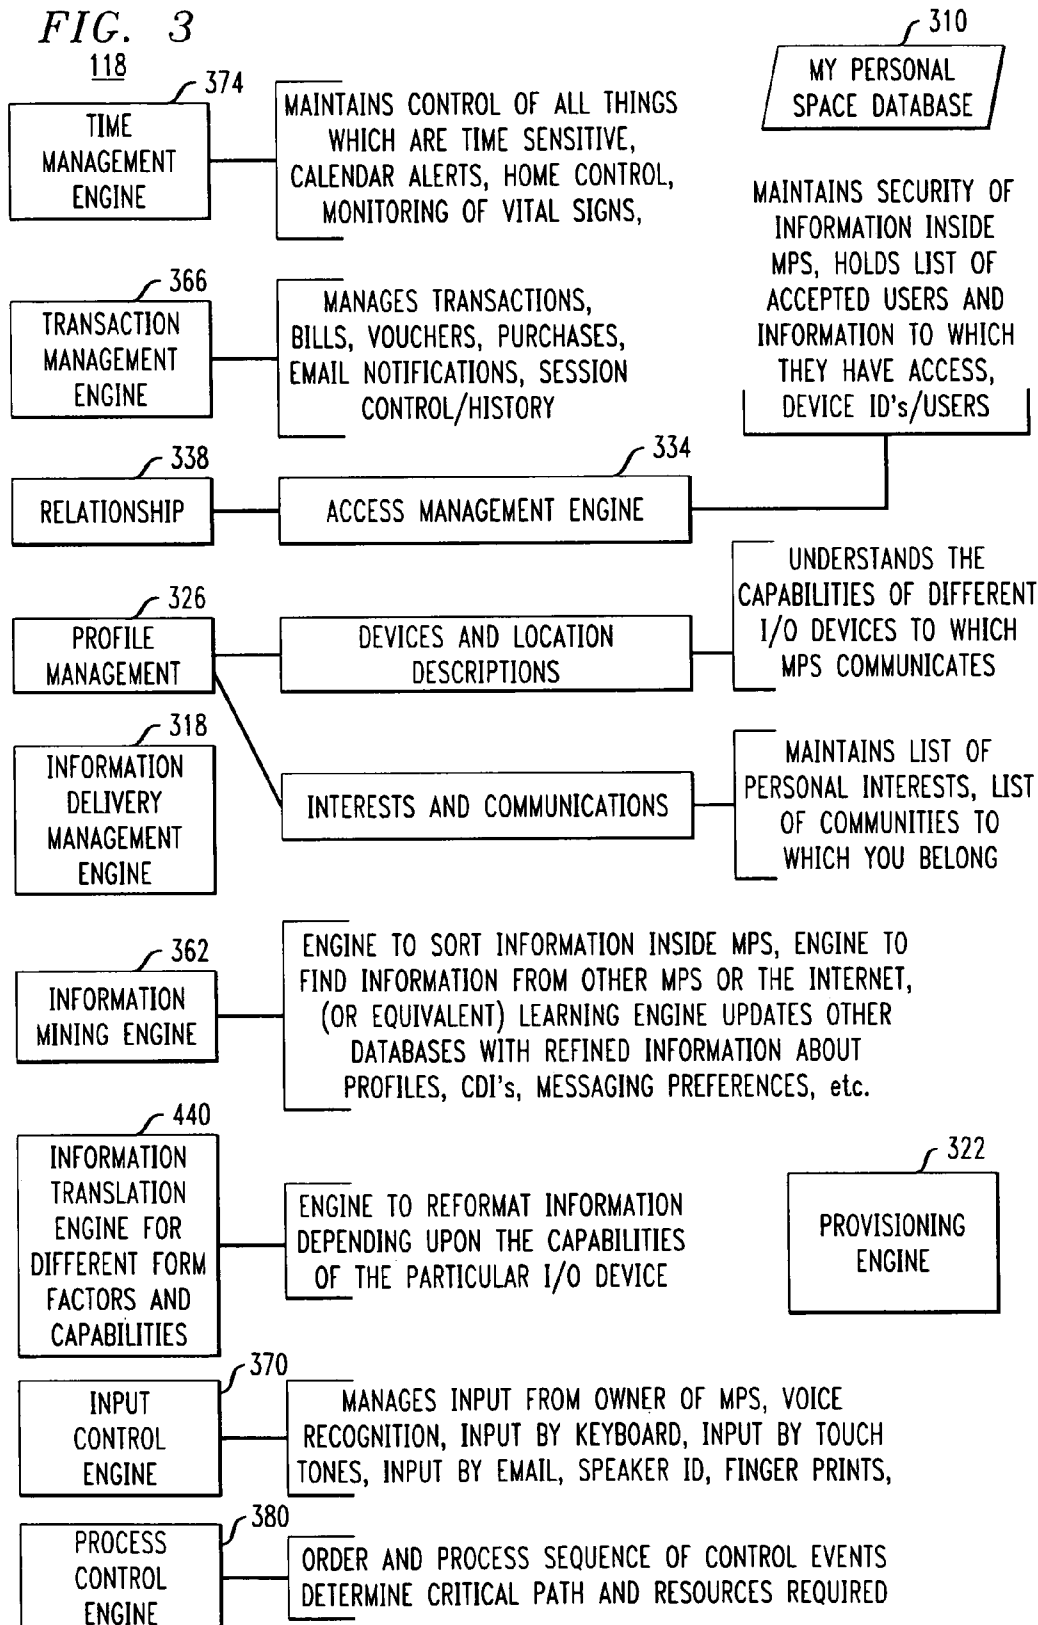 FIG. 3
118
374
TIME
MANAGEMENT
ENGINE
MAINTAINS CONTROL OF ALL THINGS
WHICH ARE TIME SENSITIVE,
CALENDAR ALERTS, HOME CONTROL,
MONITORING OF VITAL SIGNS,
310
MY PERSONAL
SPACE DATABASE
MAINTAINS SECURITY OF
INFORMATION INSIDE
MPS, HOLDS LIST OF
ACCEPTED USERS AND
INFORMATION TO WHICH
THEY HAVE ACCESS,
DEVICE ID's/USERS
366
TRANSACTION
MANAGEMENT
ENGINE
MANAGES TRANSACTIONS,
BILLS, VOUCHERS, PURCHASES,
EMAIL NOTIFICATIONS, SESSION
CONTROL/HISTORY
338
RELATIONSHIP
334
ACCESS MANAGEMENT ENGINE
326
PROFILE
MANAGEMENT
DEVICES AND LOCATION
DESCRIPTIONS
UNDERSTANDS THE
CAPABILITIES OF DIFFERENT
I/O DEVICES TO WHICH
MPS COMMUNICATES
318
INFORMATION
DELIVERY
MANAGEMENT
ENGINE
INTERESTS AND COMMUNICATIONS
MAINTAINS LIST OF
PERSONAL INTERESTS, LIST
OF COMMUNITIES TO
WHICH YOU BELONG
362
INFORMATION
MINING ENGINE
ENGINE TO SORT INFORMATION INSIDE MPS, ENGINE TO
FIND INFORMATION FROM OTHER MPS OR THE INTERNET,
(OR EQUIVALENT) LEARNING ENGINE UPDATES OTHER
DATABASES WITH REFINED INFORMATION ABOUT
PROFILES, CDI's, MESSAGING PREFERENCES, etc.
440
INFORMATION
TRANSLATION
ENGINE FOR
DIFFERENT FORM
FACTORS AND
CAPABILITIES
ENGINE TO REFORMAT INFORMATION
DEPENDING UPON THE CAPABILITIES
OF THE PARTICULAR I/O DEVICE
322
PROVISIONING
ENGINE
370
INPUT
CONTROL
ENGINE
MANAGES INPUT FROM OWNER OF MPS, VOICE
RECOGNITION, INPUT BY KEYBOARD, INPUT BY TOUCH
TONES, INPUT BY EMAIL, SPEAKER ID, FINGER PRINTS,
380
PROCESS
CONTROL
ENGINE
ORDER AND PROCESS SEQUENCE OF CONTROL EVENTS
DETERMINE CRITICAL PATH AND RESOURCES REQUIRED